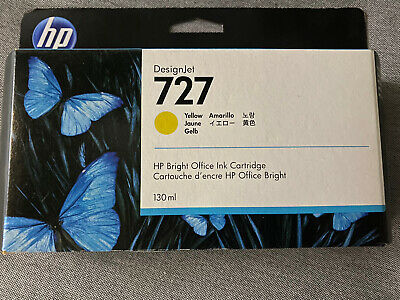 hp
DesignJet
727
Yellow Amarillo 노랑
Jaune イエロー 黄色
Gelb
HP Bright Office Ink Cartridge
Cartouche d'encre HP Office Bright
130 ml